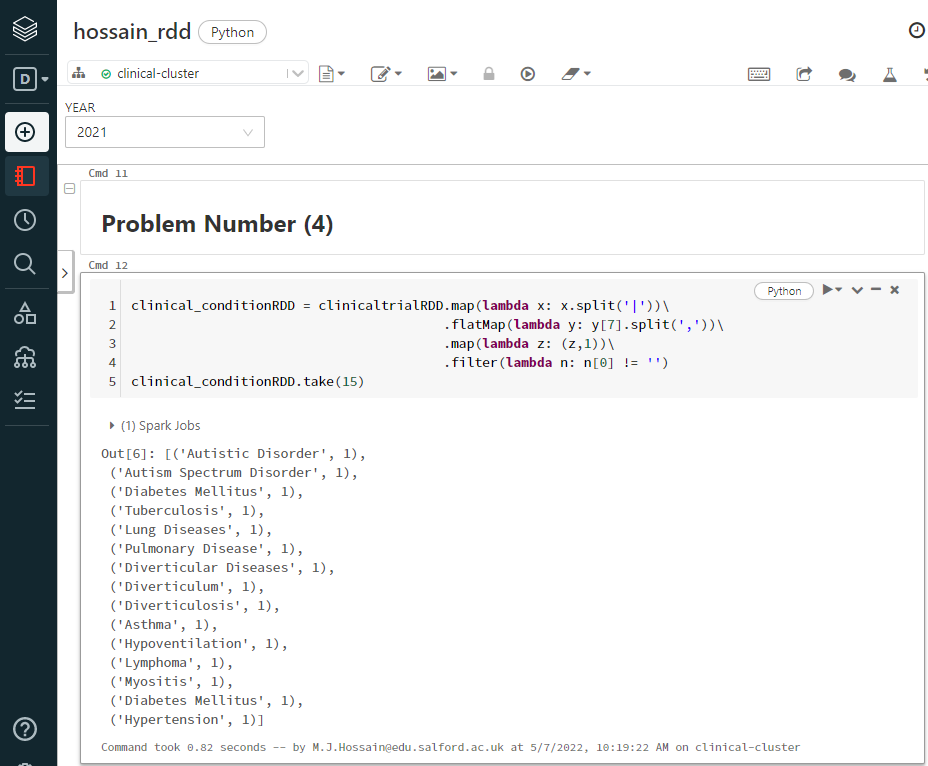 hossain_rdd Python
D
clinical-cluster
YEAR
2021
Cmd 11
Problem Number (4)
Cmd 12
Python
1 clinical_conditionRDD = clinicaltrialRDD.map(lambda x: x.split('|'))\
2 .flatMap(lambda y: y[7].split(','))\
3 .map(lambda z: (z,1))\
4 .filter(lambda n: n[0] != '')
5 clinical_conditionRDD.take(15)
(1) Spark Jobs
Out[6]: [('Autistic Disorder', 1),
('Autism Spectrum Disorder', 1),
('Diabetes Mellitus', 1),
('Tuberculosis', 1),
('Lung Diseases', 1),
('Pulmonary Disease', 1),
('Diverticular Diseases', 1),
('Diverticulum', 1),
('Diverticulosis', 1),
('Asthma', 1),
('Hypoventilation', 1),
('Lymphoma', 1),
('Myositis', 1),
('Diabetes Mellitus', 1),
('Hypertension', 1)]
Command took 0.82 seconds -- by M.J.Hossain@edu.salford.ac.uk at 5/7/2022, 10:19:22 AM on clinical-cluster